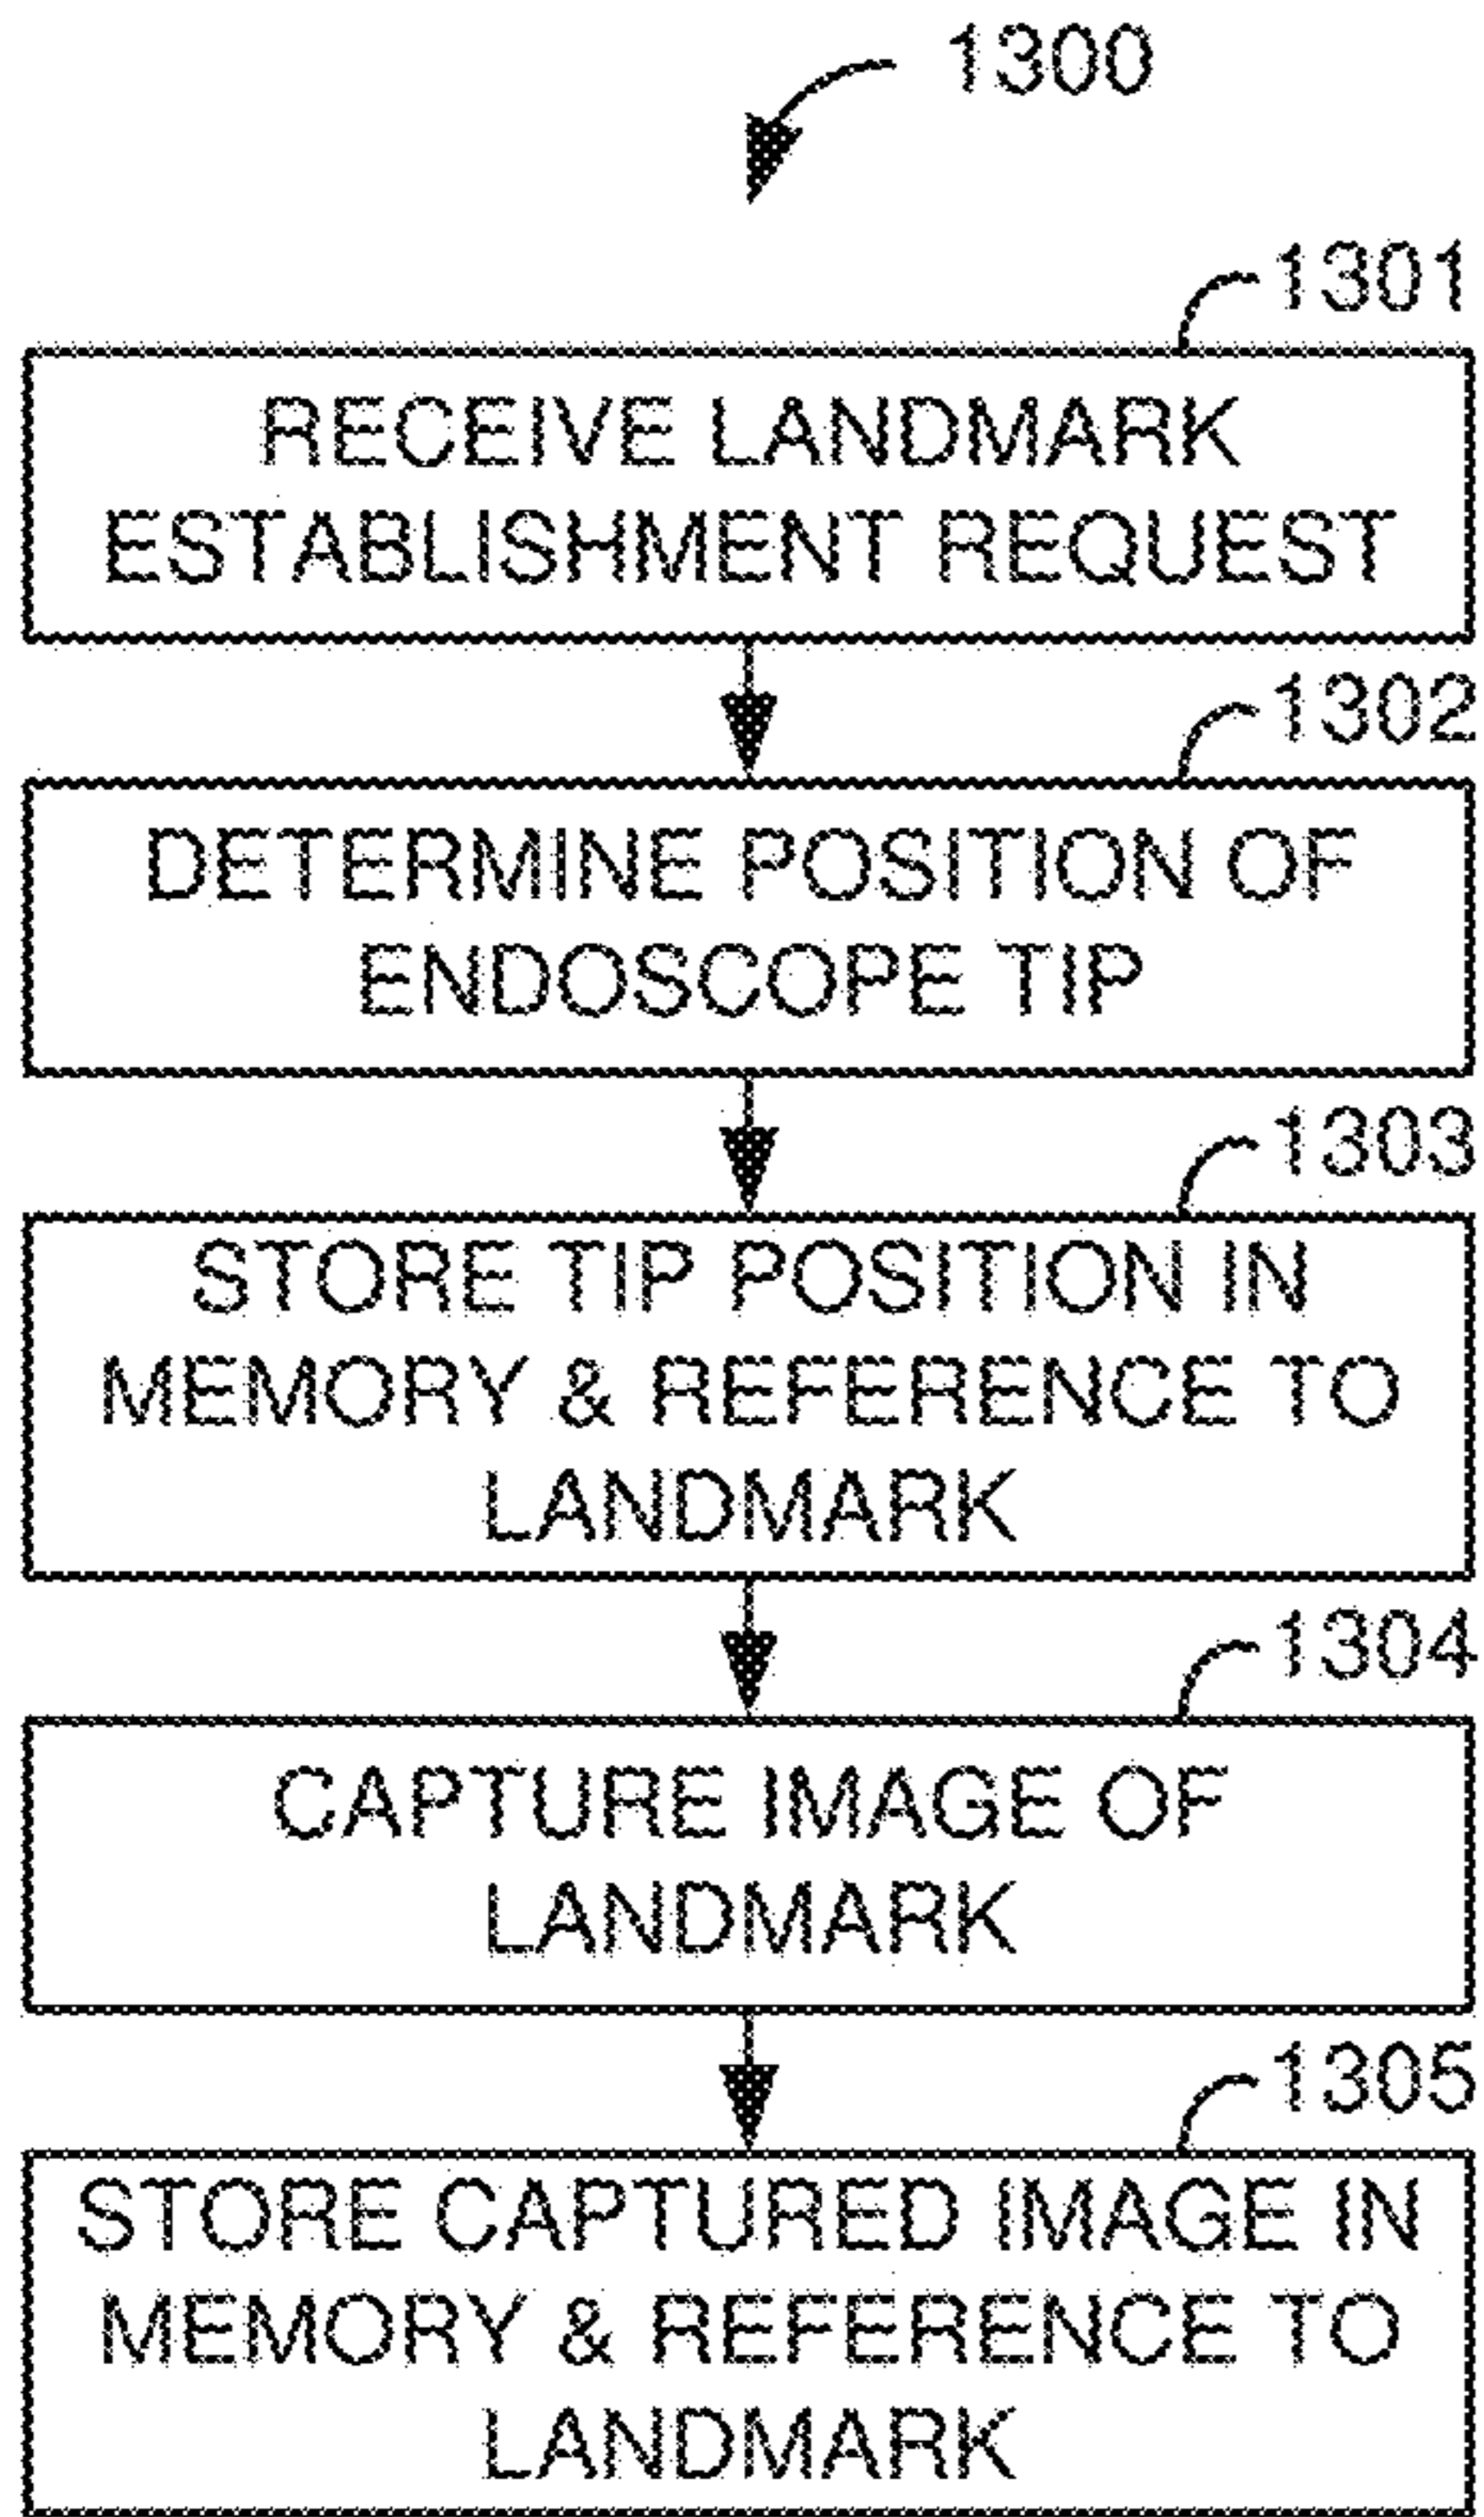 1300
1301
RECEIVE LANDMARK
ESTABLISHMENT REQUEST
1302
DETERMINE POSITION OF
ENDOSCOPE TIP
1303
STORE TIP POSITION IN
MEMORY & REFERENCE TO
LANDMARK
1304
CAPTURE IMAGE OF
LANDMARK
1305
STORE CAPTURED IMAGE IN
MEMORY & REFERENCE TO
LANDMARK